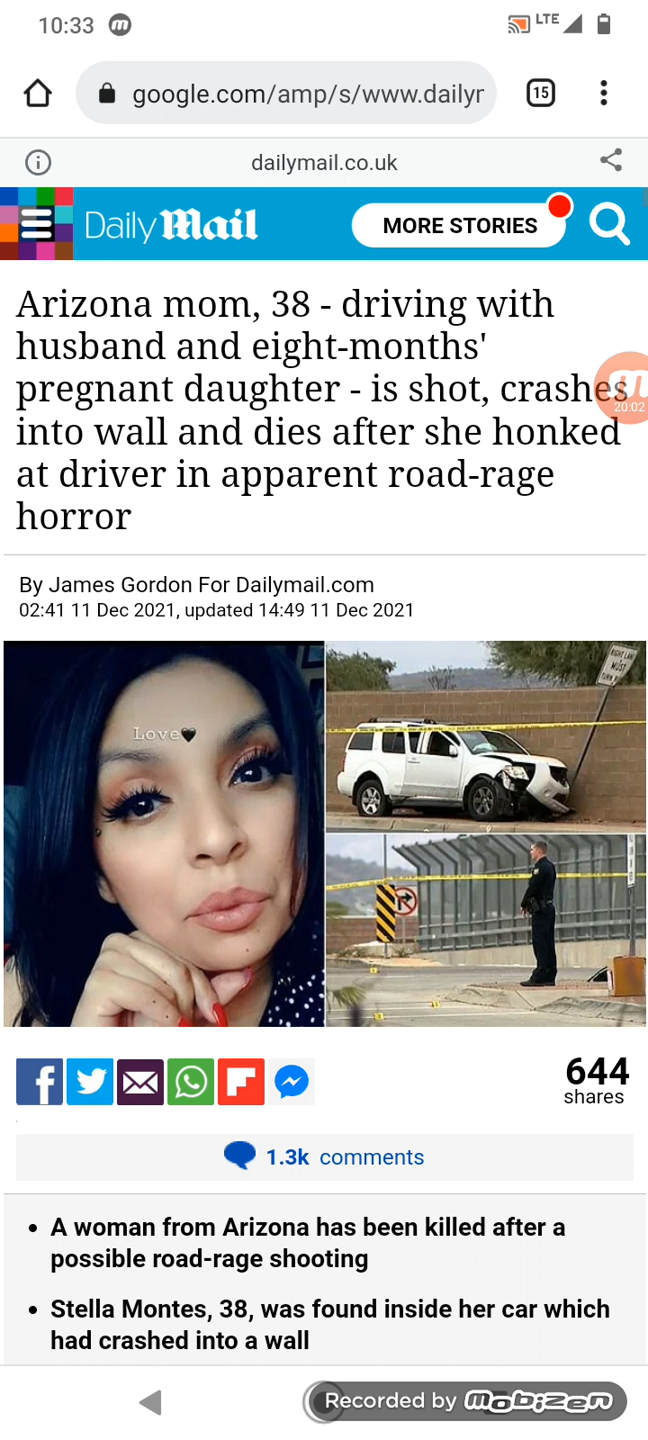 10:33
LTE
google.com/amp/s/www.dailyr
15
dailymail.co.uk
Daily Mail
MORE STORIES
Arizona mom, 38 - driving with
husband and eight-months'
pregnant daughter - is shot, crashes
into wall and dies after she honked
at driver in apparent road-rage
horror
20:02
By James Gordon For Dailymail.com
02:41 11 Dec 2021, updated 14:49 11 Dec 2021
Love
RIGHT LANE
MUST
TURN
644
shares
1.3k comments
• A woman from Arizona has been killed after a
possible road-rage shooting
• Stella Montes, 38, was found inside her car which
had crashed into a wall
Recorded by mobizen